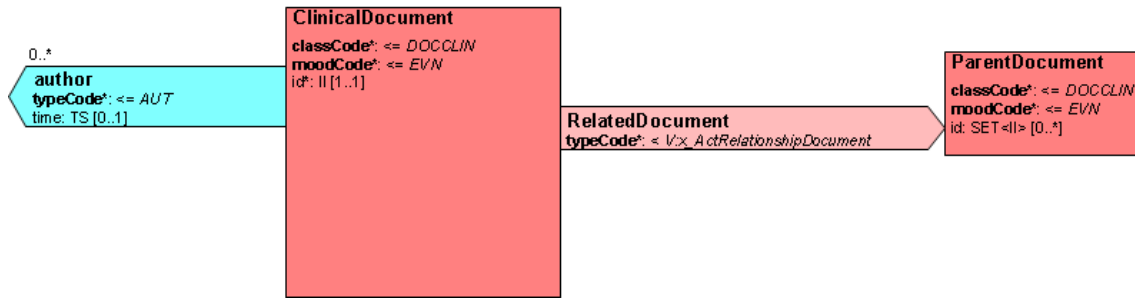 0..*
author
typeCode*: <= AUT
time: TS [0..1]
ClinicalDocument
classCode*: <= DOCCLIN
moodCode*: <= EVN
id*: II [1..1]
RelatedDocument
typeCode*: < V:x_ActRelationshipDocument
ParentDocument
classCode*: <= DOCCLIN
moodCode*: <= EVN
id: SET<II> [0..*]